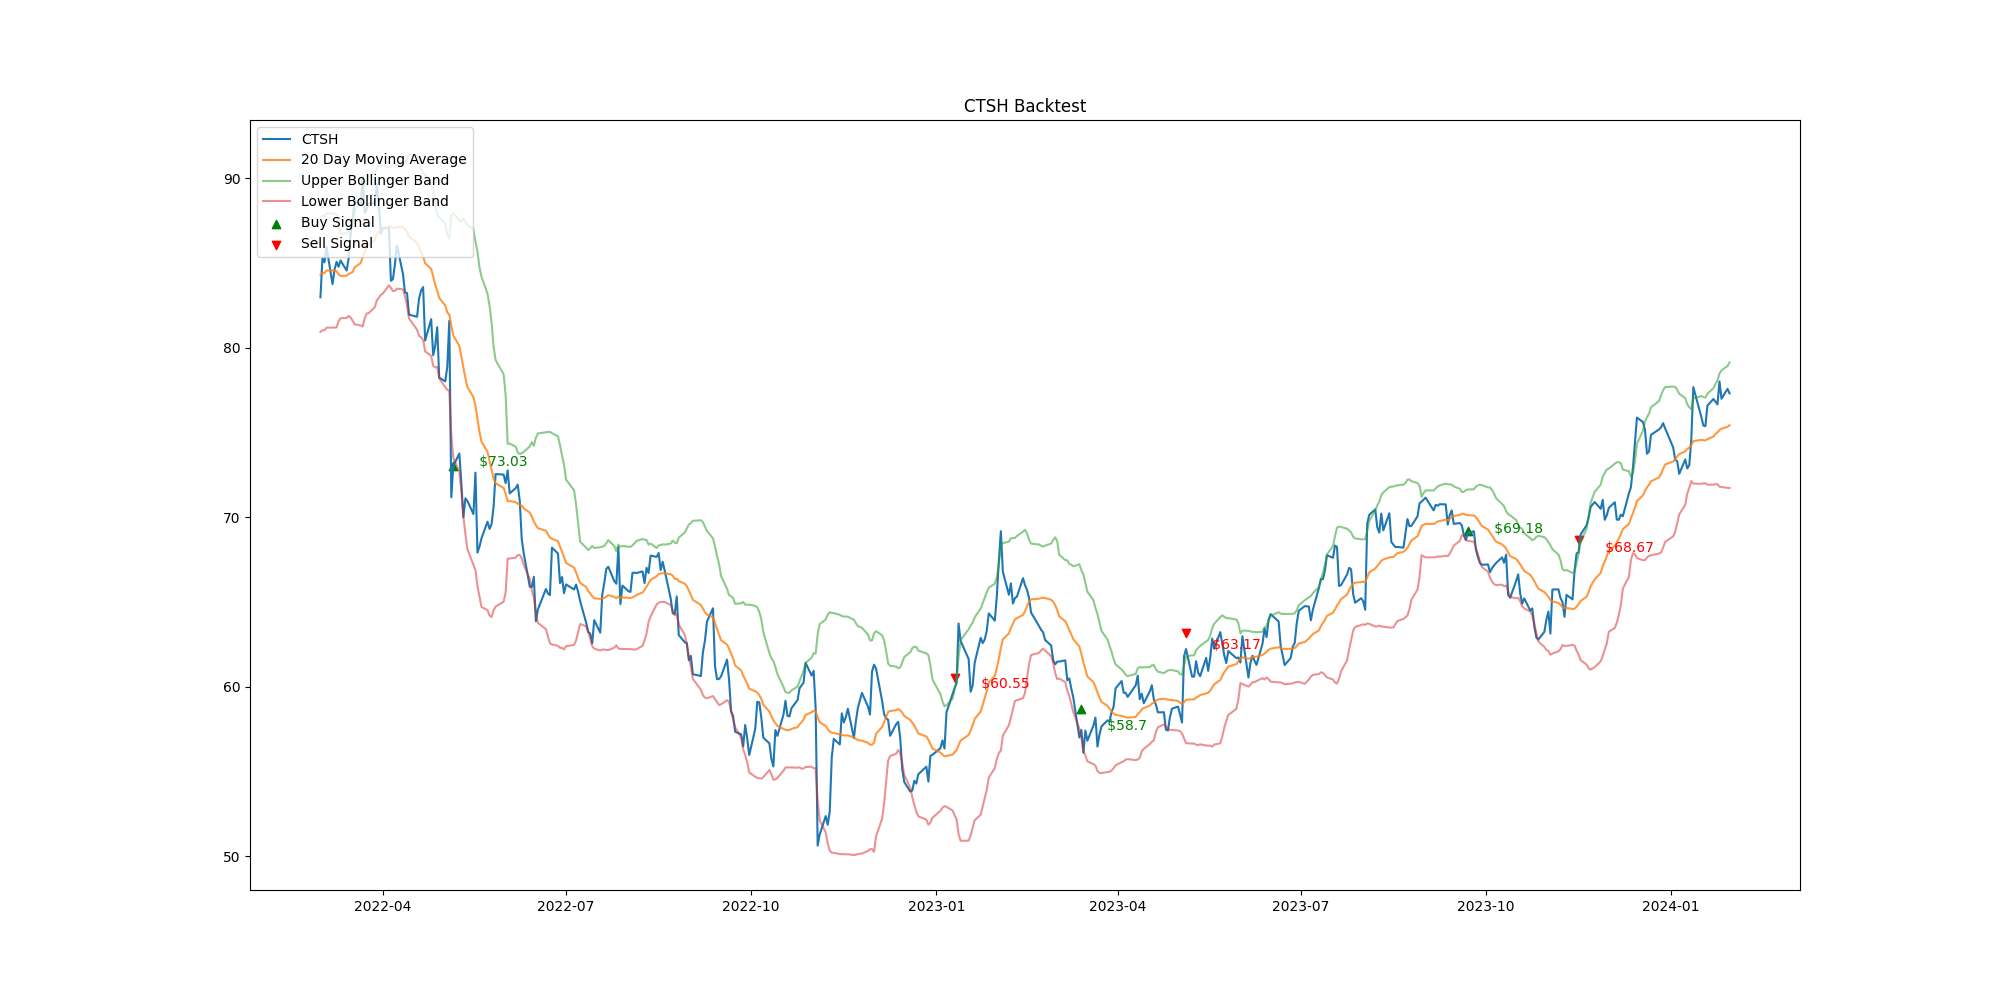 CTSH Backtest
CTSH
20 Day Moving Average
Upper Bollinger Band
Lower Bollinger Band
Buy Signal
Sell Signal
90
80
70
60
50
$73.03
$60.55
$58.7
$63.17
$69.18
$68.67
2022-04
2022-07
2022-10
2023-01
2023-04
2023-07
2023-10
2024-01